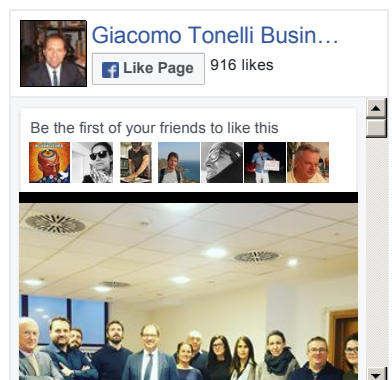 Giacomo Tonelli Busin...
Like Page
916 likes
Be the first of your friends to like this